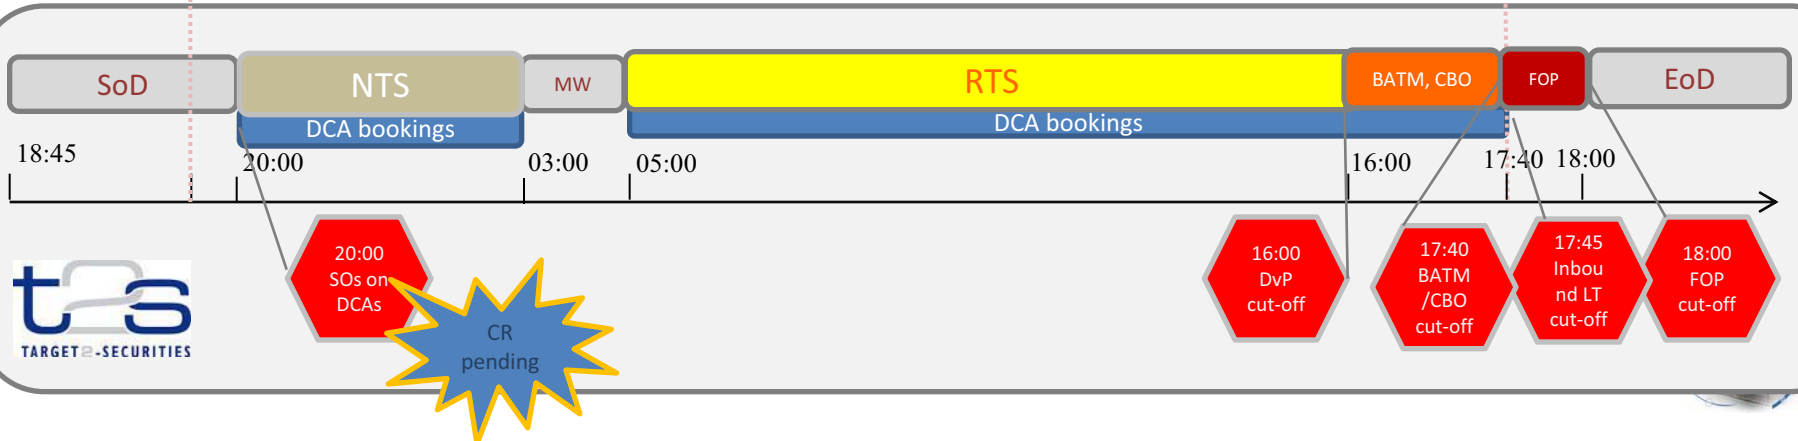 SoD
NTS
MW
RTS
BATM, CBO
FOP
EoD
DCA bookings
DCA bookings
18:45
20:00
03:00
05:00
16:00
17:40
18:00
20:00
SOs on
DCAs
CR
pending
16:00
DvP
cut-off
17:40
BATM
/CBO
cut-off
17:45
Inbou
nd LT
cut-off
18:00
FOP
cut-off
t2s
TARGET2-SECURITIES